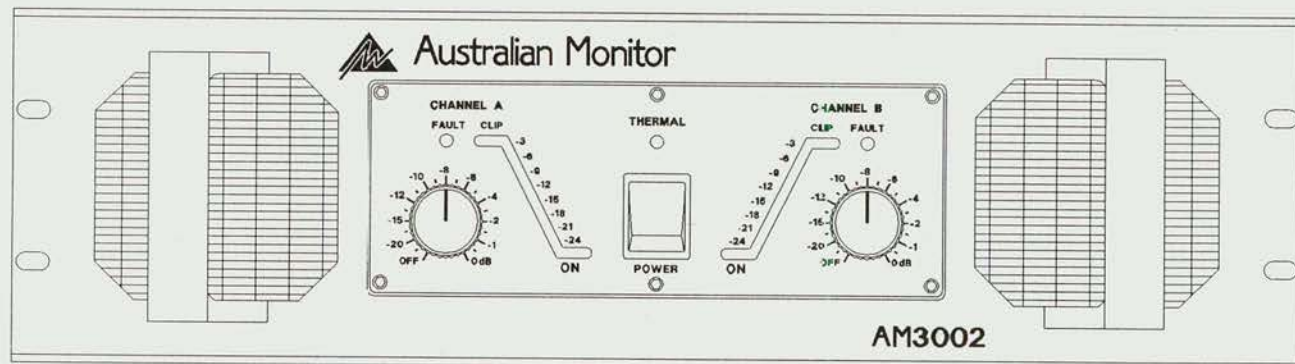 Australian Monitor
CHANNEL A
FAULT CLIP
-3
-6
-9
-12
-15
-18
-21
-24
ON
-10 -8 -6
-12 -4
-15 -2
-20 -1
OFF 0dB
THERMAL
POWER
CHANNEL B
CLIP FAULT
-3
-6
-9
-12
-15
-18
-21
-24
ON
-10 -8 -6
-12 -4
-15 -2
-20 -1
OFF 0dB
AM3002